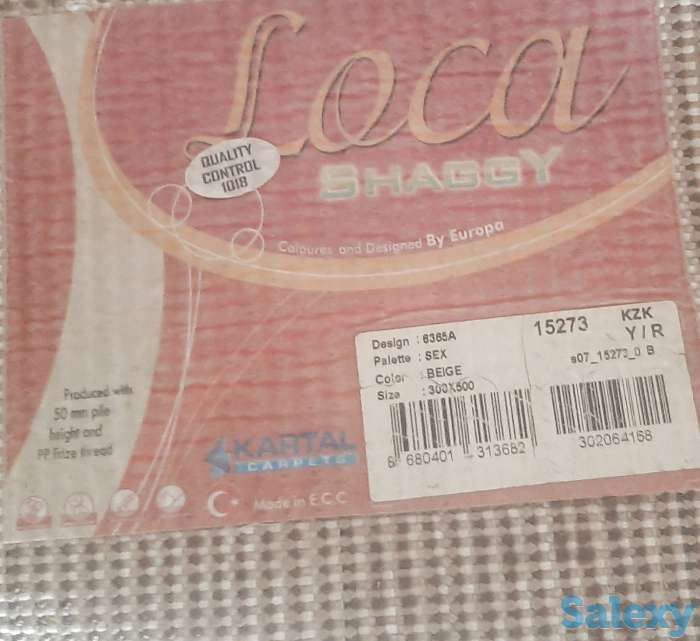 Loca
SHAGGY
QUALITY
CONTROL
1018
Coloures and Designed By Europa
Design : 6365A
Palette : SEX
Color : BEIGE
Size : 300X500
15273
KZK
Y / R
s07_15273_0 B
8 680401 313682
302064168
Produced with
50 mm pile
height and
PP Frize thread
KARTAL
CARPETS
Made in E.C.C
Salexy